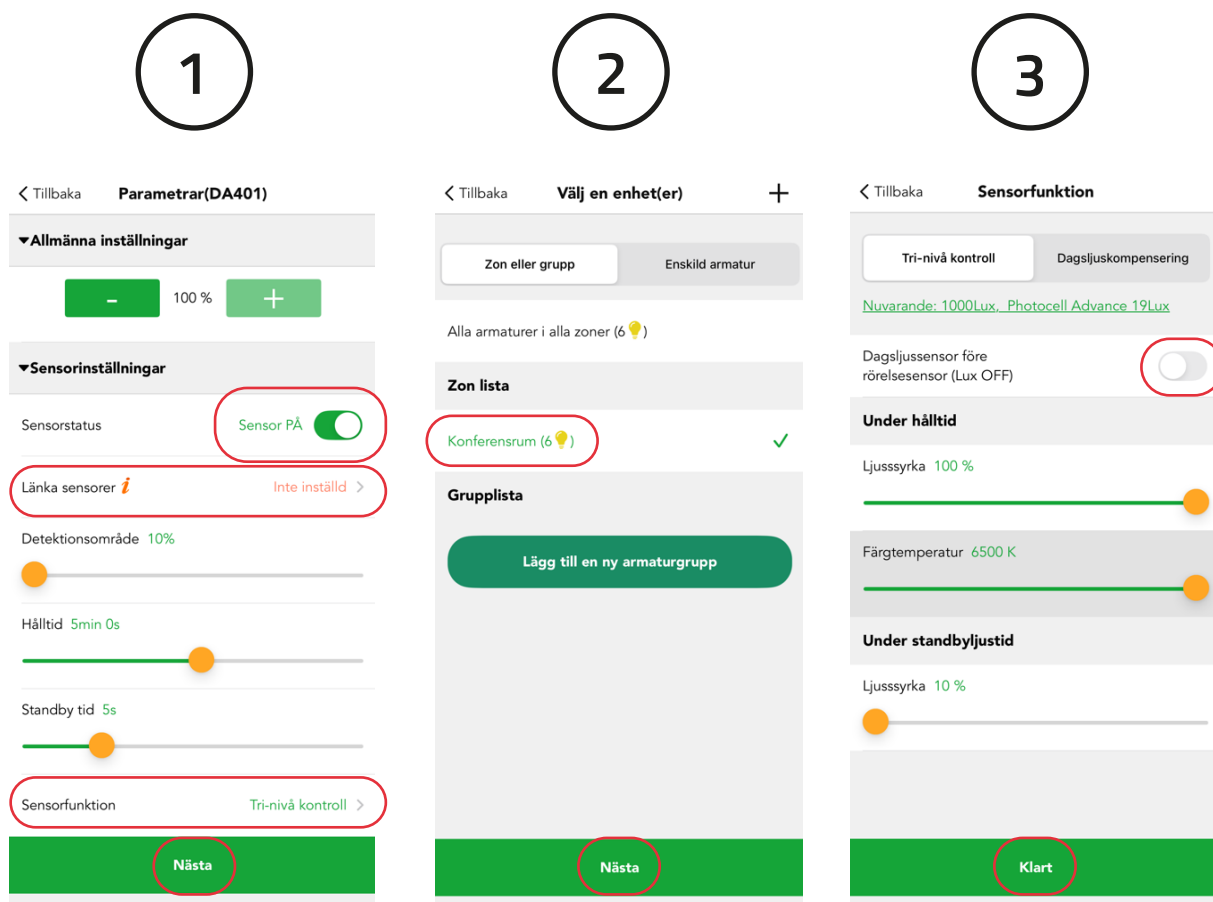 1
2
3
Tillbaka
Parametrar(DA401)
Allmänna inställningar
-
100 %
+
Sensorinställningar
Sensorstatus
Sensor PÅ
Länka sensorer i
Inte inställd
Detektionsområde 10%
Hålltid 5min 0s
Standby tid 5s
Sensorfunktion
Tri-nivå kontroll
Nästa
Tillbaka
Välj en enhet(er)
+
Zon eller grupp
Enskild armatur
Alla armaturer i alla zoner (6💡)
Zon lista
Konferensrum (6💡)
Grupplista
Lägg till en ny armaturgrupp
Nästa
Tillbaka
Sensorfunktion
Tri-nivå kontroll
Dagsljuskompensering
Nuvarande: 1000Lux, Photocell Advance 19Lux
Dagsljussensor före
rörelsesensor (Lux OFF)
Under hålltid
Ljusssyrka 100 %
Färgtemperatur 6500 K
Under standbyljustid
Ljusssyrka 10 %
Klart